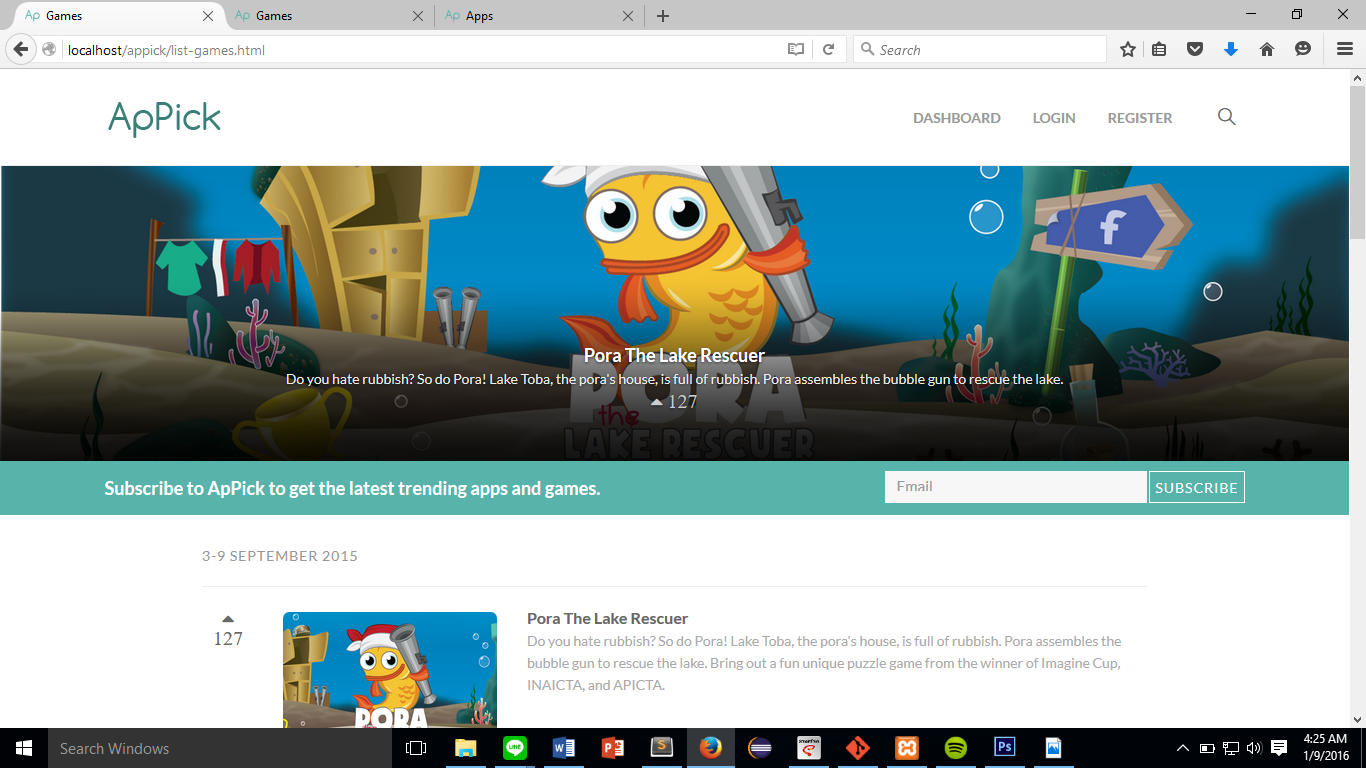 Ap Games
Ap Games
Ap Apps
localhost/appick/list-games.html
Search
ApPick
DASHBOARD LOGIN REGISTER
f
Pora The Lake Rescuer
Do you hate rubbish? So do Pora! Lake Toba, the pora's house, is full of rubbish. Pora assembles the bubble gun to rescue the lake.
127
PORA
the
LAKE RESCUER
Subscribe to ApPick to get the latest trending apps and games.
Email
SUBSCRIBE
3-9 SEPTEMBER 2015
127
PORA
Pora The Lake Rescuer
Do you hate rubbish? So do Pora! Lake Toba, the pora's house, is full of rubbish. Pora assembles the
bubble gun to rescue the lake. Bring out a fun unique puzzle game from the winner of Imagine Cup,
INAICTA, and APICTA.
Search Windows
LINE
W
P
S
Ps
4:25 AM
1/9/2016